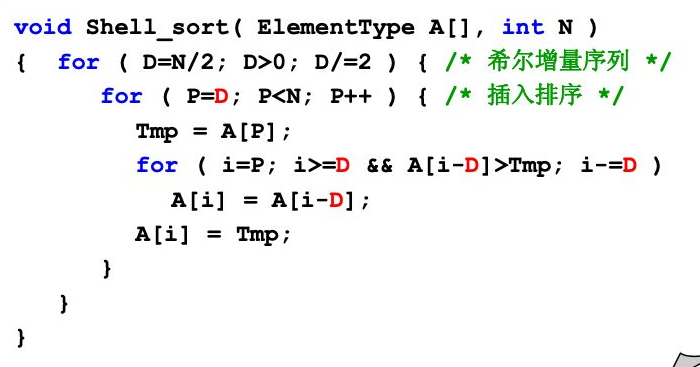 void Shell_sort( ElementType A[], int N )
{ for ( D=N/2; D>0; D/=2 ) { /* 希尔增量序列 */
for ( P=D; P<N; P++ ) { /* 插入排序 */
Tmp = A[P];
for ( i=P; i>=D && A[i-D]>Tmp; i-=D )
A[i] = A[i-D];
A[i] = Tmp;
}
}
}